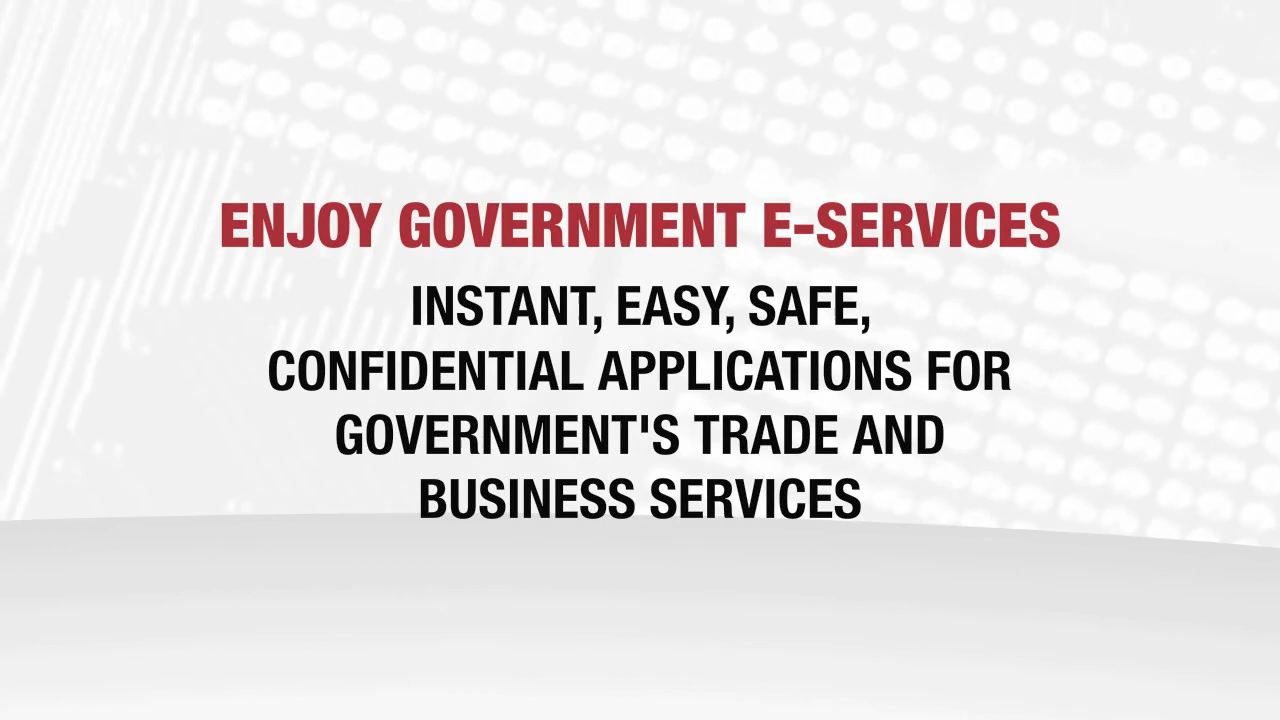 ENJOY GOVERNMENT E-SERVICES
INSTANT, EASY, SAFE,
CONFIDENTIAL APPLICATIONS FOR
GOVERNMENT'S TRADE AND
BUSINESS SERVICES